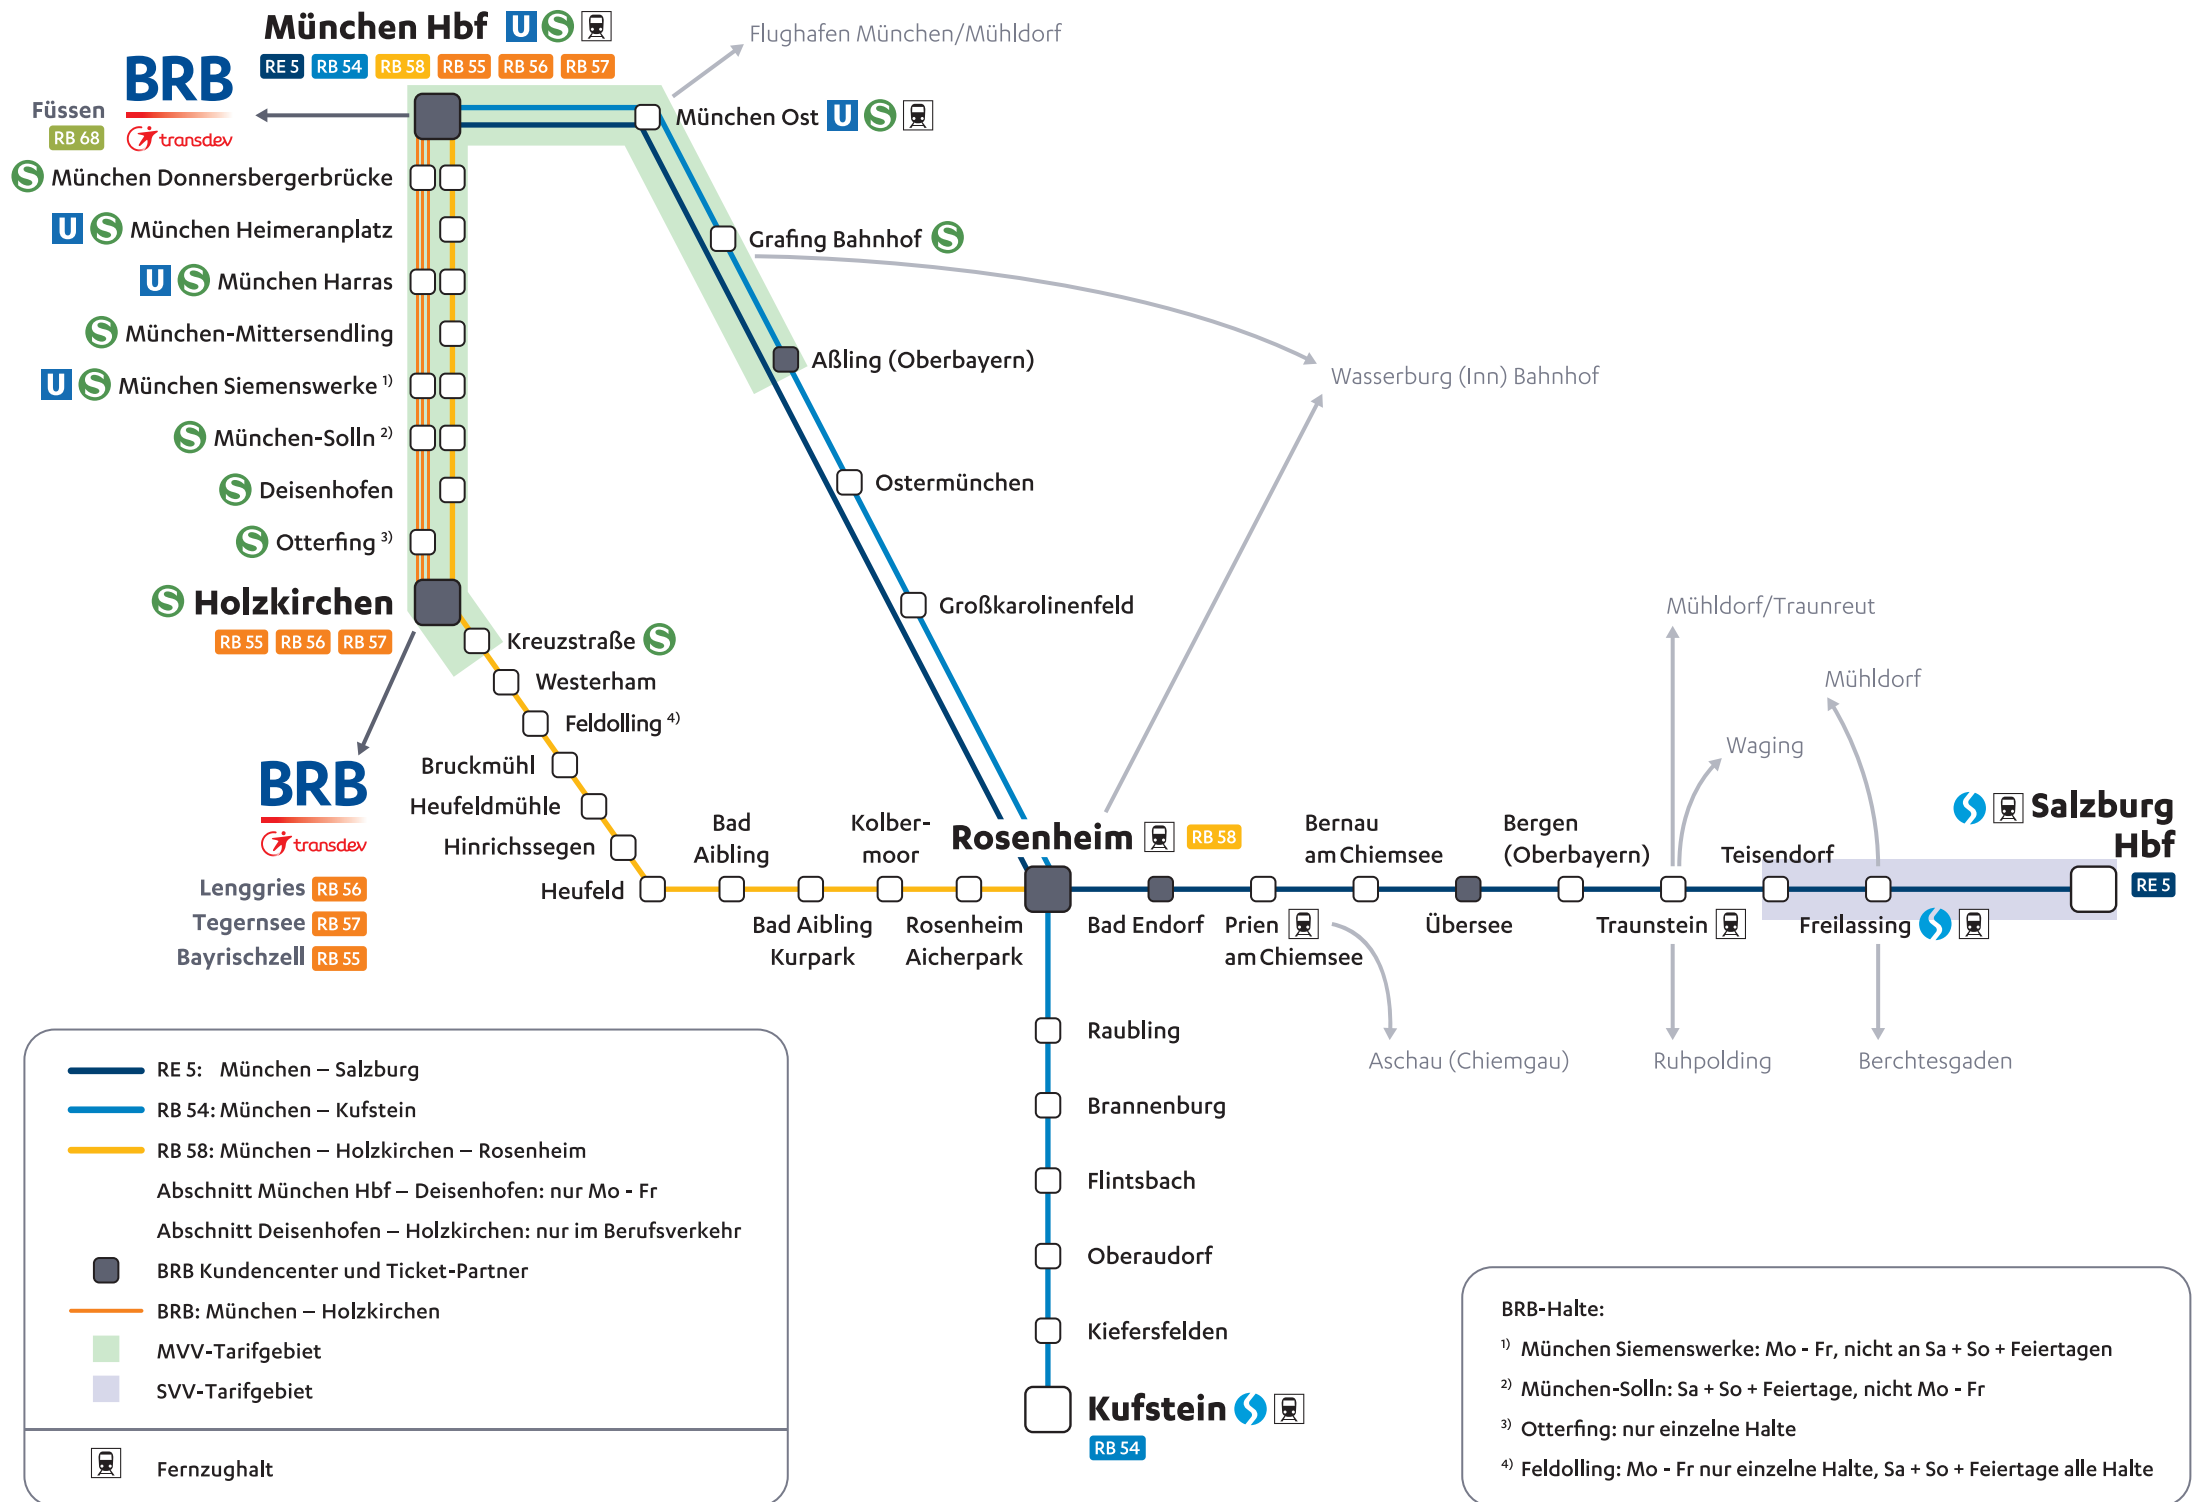 München Hbf U S
RE 5 RB 54 RB 58 RB 55 RB 56 RB 57
Flughafen München/Mühldorf
BRB
transdev
Füssen
RB 68
München Ost U S
S München Donnersbergerbrücke
U S München Heimeranplatz
U S München Harras
S München-Mittersendling
U S München Siemenswerke 1)
S München-Solln 2)
S Deisenhofen
S Otterfing 3)
S Holzkirchen
RB 55 RB 56 RB 57
Grafing Bahnhof S
Aßling (Oberbayern)
Wasserburg (Inn) Bahnhof
Ostermünchen
Großkarolinenfeld
Kreuzstraße S
Westerham
Feldolling 4)
Bruckmühl
Heufeldmühle
Hinrichssegen
Heufeld
BRB
transdev
Lenggries RB 56
Tegernsee RB 57
Bayrischzell RB 55
Bad
Aibling
Bad Aibling
Kurpark
Kolber-
moor
Rosenheim
Aicherpark
Rosenheim RB 58
Bad Endorf
Prien
am Chiemsee
Bernau
am Chiemsee
Übersee
Bergen
(Oberbayern)
Traunstein
Teisendorf
Freilassing
Salzburg
Hbf
RE 5
Mühldorf/Traunreut
Mühldorf
Waging
Aschau (Chiemgau)
Ruhpolding
Berchtesgaden
Raubling
Brannenburg
Flintsbach
Oberaudorf
Kiefersfelden
Kufstein
RB 54
RE 5: München – Salzburg
RB 54: München – Kufstein
RB 58: München – Holzkirchen – Rosenheim
Abschnitt München Hbf – Deisenhofen: nur Mo - Fr
Abschnitt Deisenhofen – Holzkirchen: nur im Berufsverkehr
BRB Kundencenter und Ticket-Partner
BRB: München – Holzkirchen
MVV-Tarifgebiet
SVV-Tarifgebiet
Fernzughalt
BRB-Halte:
1) München Siemenswerke: Mo - Fr, nicht an Sa + So + Feiertagen
2) München-Solln: Sa + So + Feiertage, nicht Mo - Fr
3) Otterfing: nur einzelne Halte
4) Feldolling: Mo - Fr nur einzelne Halte, Sa + So + Feiertage alle Halte